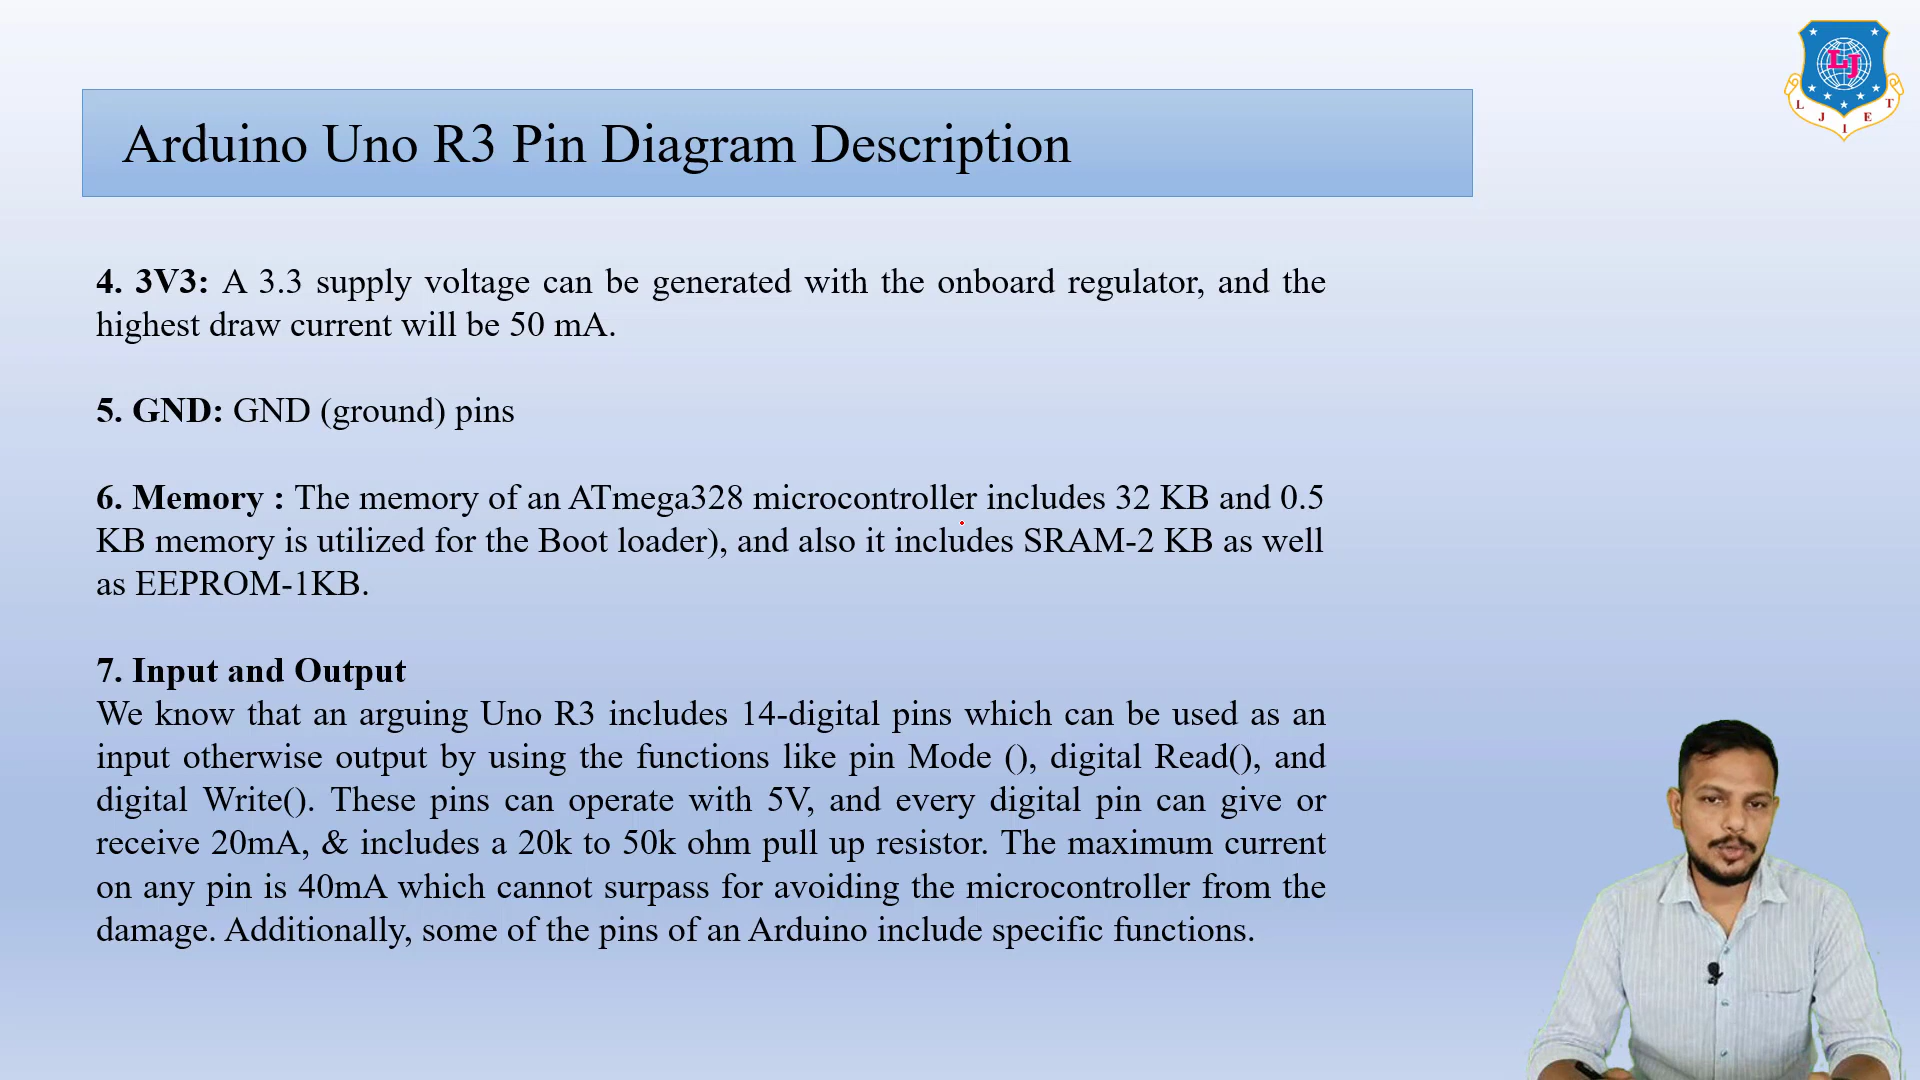 Arduino Uno R3 Pin Diagram Description
LJ
L J I E T
4. 3V3: A 3.3 supply voltage can be generated with the onboard regulator, and the
highest draw current will be 50 mA.
5. GND: GND (ground) pins
6. Memory : The memory of an ATmega328 microcontroller includes 32 KB and 0.5
KB memory is utilized for the Boot loader), and also it includes SRAM-2 KB as well
as EEPROM-1KB.
7. Input and Output
We know that an arguing Uno R3 includes 14-digital pins which can be used as an
input otherwise output by using the functions like pin Mode (), digital Read(), and
digital Write(). These pins can operate with 5V, and every digital pin can give or
receive 20mA, & includes a 20k to 50k ohm pull up resistor. The maximum current
on any pin is 40mA which cannot surpass for avoiding the microcontroller from the
damage. Additionally, some of the pins of an Arduino include specific functions.